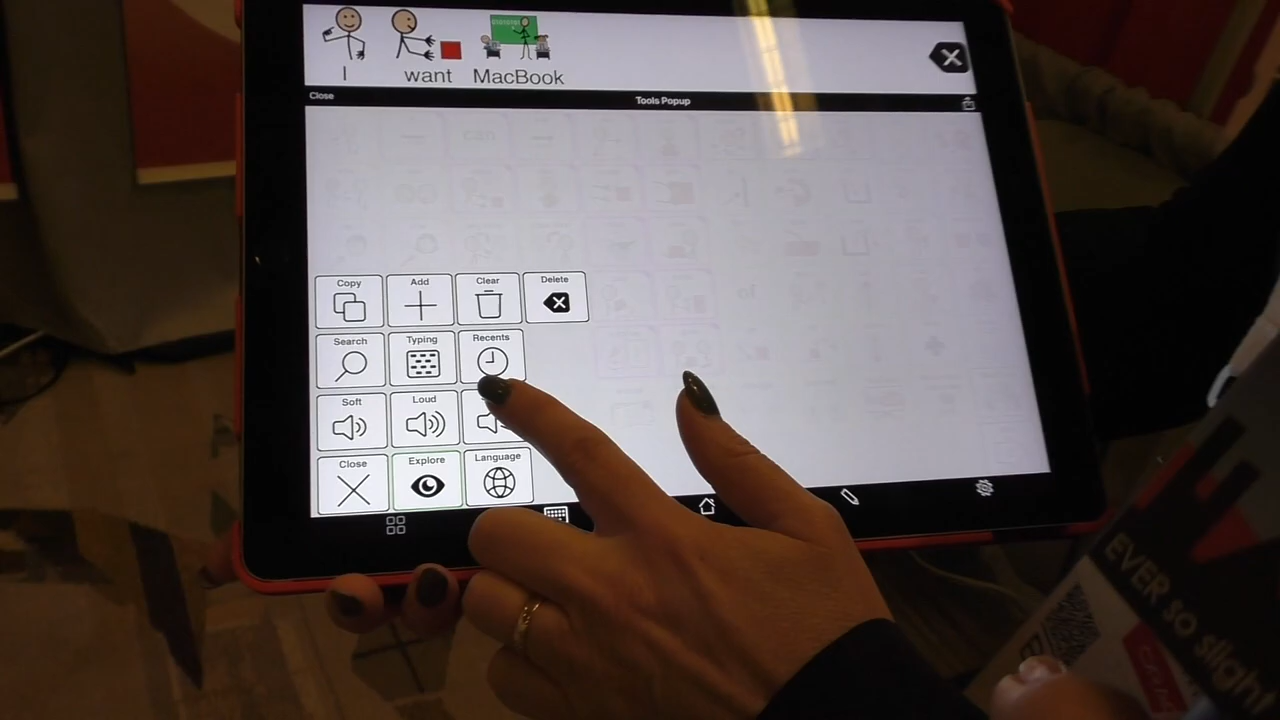 I want MacBook
Close Tools Popup
can
Copy Add Clear Delete
Search Typing Recents
Soft Loud
Close Explore Language
EVER SO slight